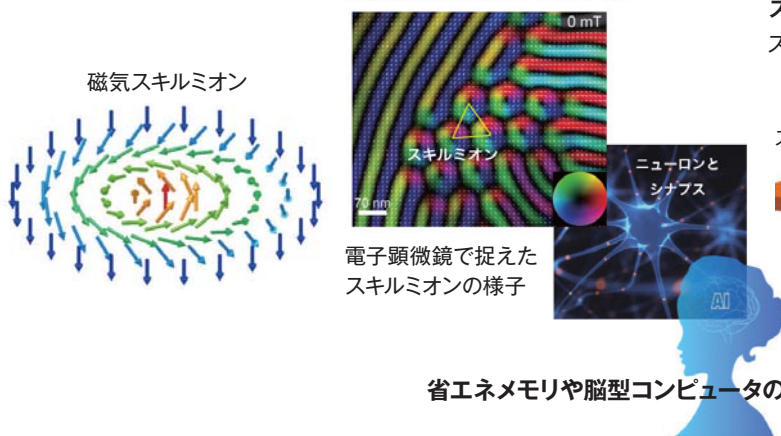 磁気スキルミオン
0 mT
スキルミオン
70 nm
ニューロンと
シナプス
電子顕微鏡で捉えた
スキルミオンの様子
AI
省エネメモリや脳型コンピュータの